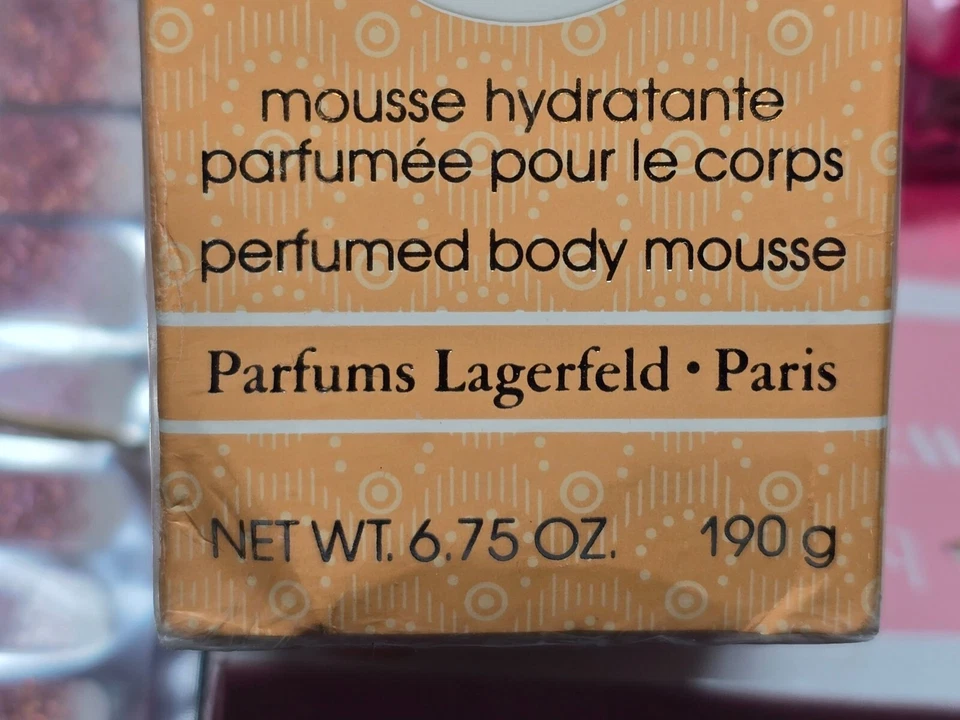 mousse hydratante
parfumée pour le corps
perfumed body mousse
Parfums Lagerfeld • Paris
NET WT. 6.75 OZ. 190 g